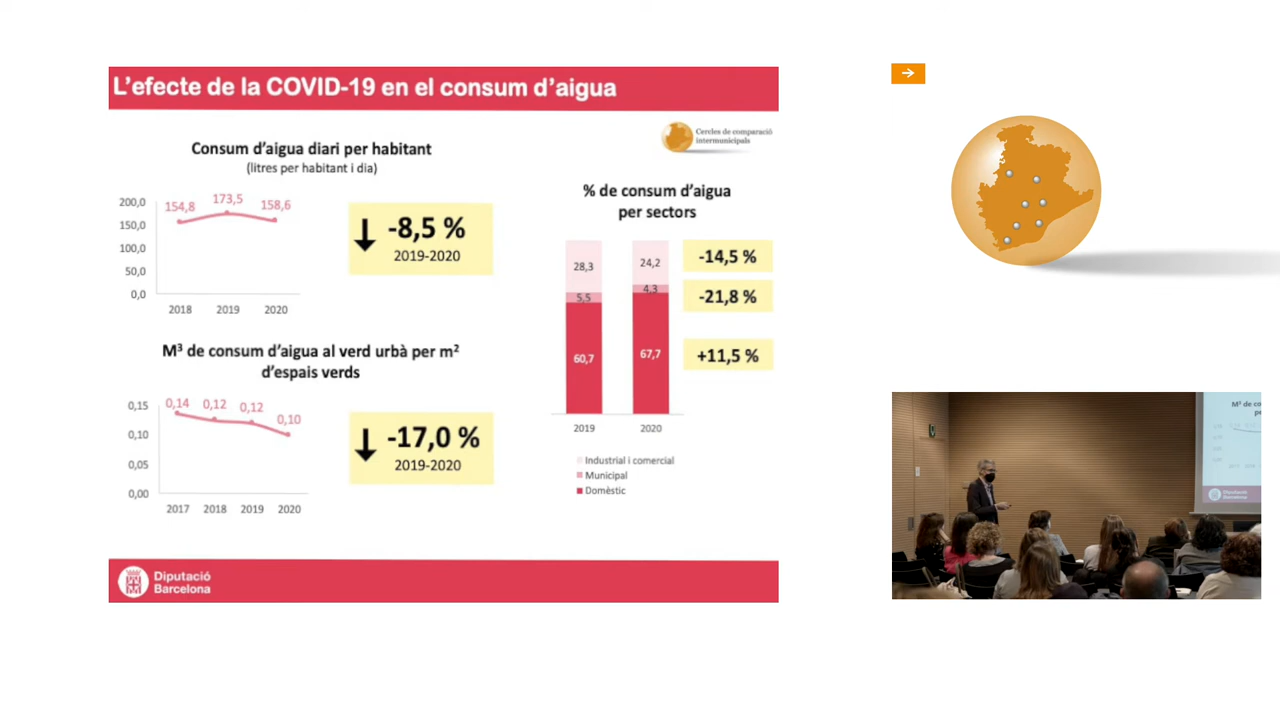 L'efecte de la COVID-19 en el consum d'aigua
Cercles de comparació
intermunicipals
Consum d'aigua diari per habitant
(litres per habitant i dia)
200,0
150,0
100,0
50,0
0,0
154,8
173,5
158,6
2018
2019
2020
-8,5 %
2019-2020
M³ de consum d'aigua al verd urbà per m²
d'espais verds
0,15
0,10
0,05
0,00
0,14
0,12
0,12
0,10
2017
2018
2019
2020
-17,0 %
2019-2020
% de consum d'aigua
per sectors
28,3
5,5
60,7
24,2
4,3
67,7
2019
2020
-14,5 %
-21,8 %
+11,5 %
Industrial i comercial
Municipal
Domèstic
Diputació
Barcelona
M³ de co
Diputació
Barcelona